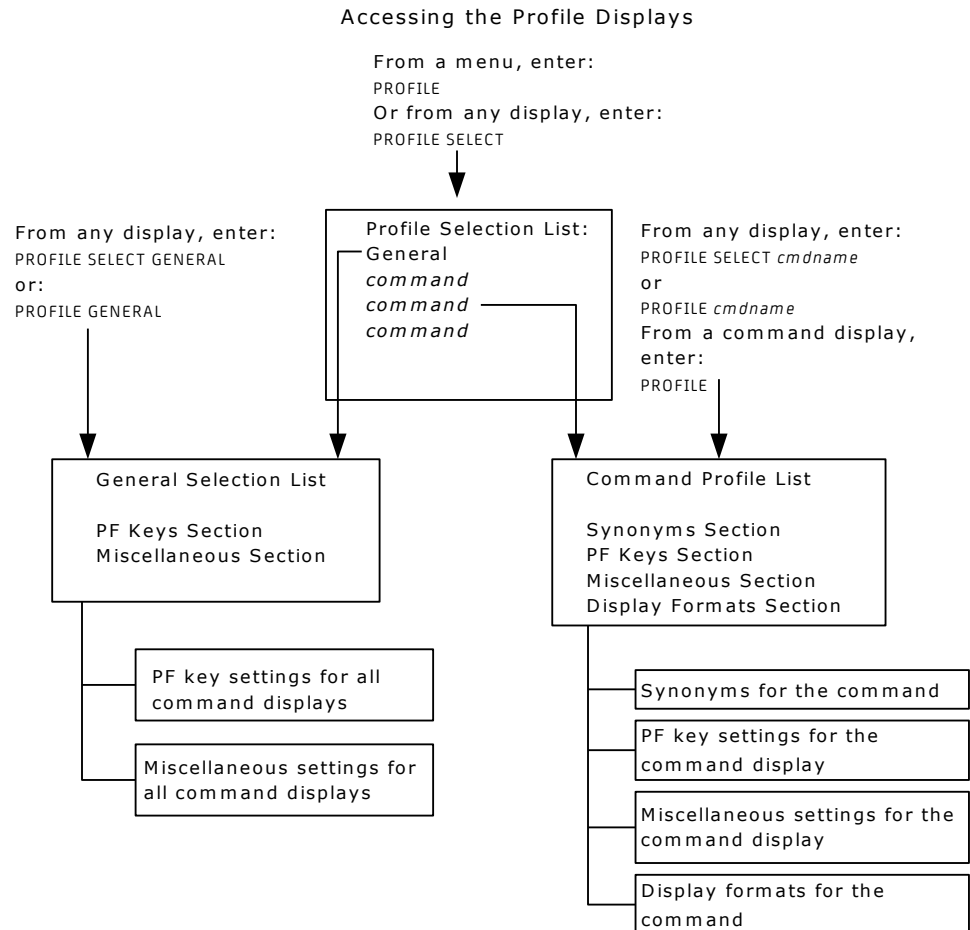 Accessing the Profile Displays
From a menu, enter:
PROFILE
Or from any display, enter:
PROFILE SELECT
From any display, enter:
PROFILE SELECT GENERAL
or:
PROFILE GENERAL
Profile Selection List:
General
command
command
command
From any display, enter:
PROFILE SELECT cmdname
or
PROFILE cmdname
From a command display,
enter:
PROFILE
General Selection List
PF Keys Section
Miscellaneous Section
PF key settings for all
command displays
Miscellaneous settings for
all command displays
Command Profile List
Synonyms Section
PF Keys Section
Miscellaneous Section
Display Formats Section
Synonyms for the command
PF key settings for the
command display
Miscellaneous settings for the
command display
Display formats for the
command